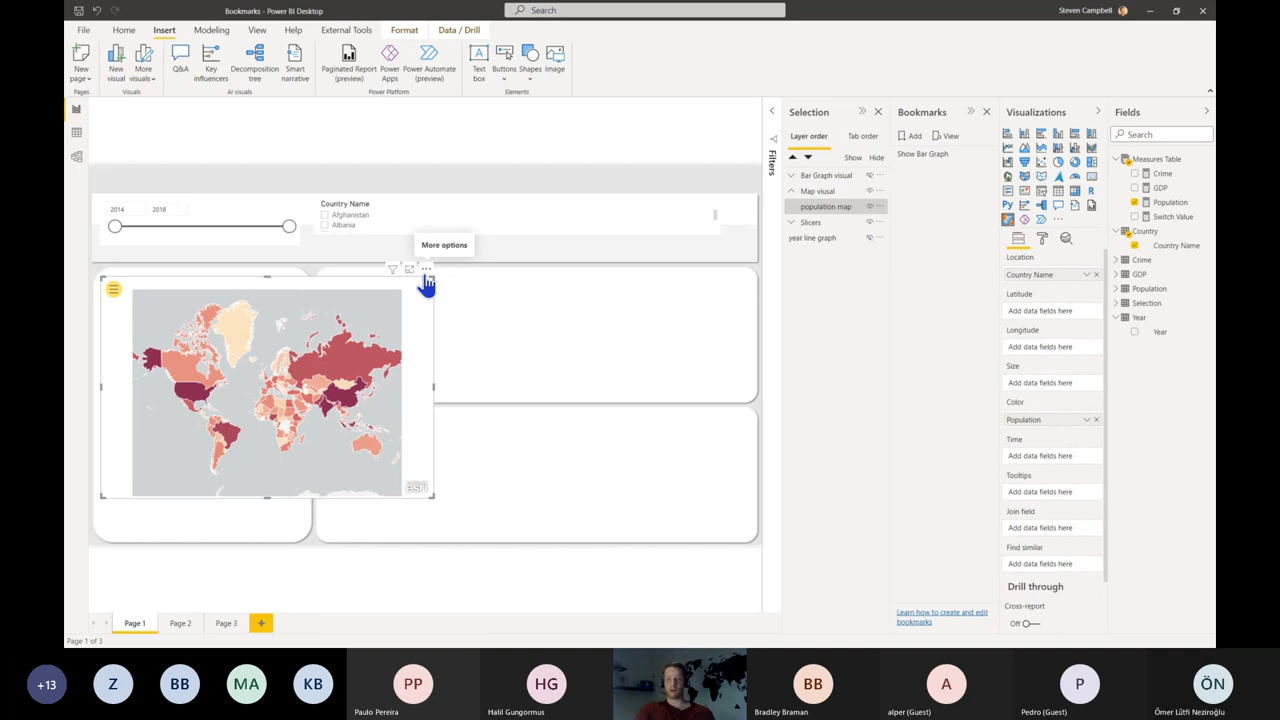 Bookmarks - Power BI Desktop
Search
Steven Campbell
File
Home
Insert
Modeling
View
Help
External Tools
Format
Data / Drill
New page
New visual
More visuals
Q&A
Key influencers
Decomposition tree
Smart narrative
Paginated Report (preview)
Power Apps (preview)
Power Automate (preview)
Text box
Buttons
Shapes
Image
Pages
Visuals
AI visuals
Power Platform
Elements
2014
2018
Country Name
Afghanistan
Albania
More options
esri
Filters
Selection
Layer order
Tab order
Show
Hide
Bar Graph visual
Map viusal
population map
Slicers
year line graph
Bookmarks
Add
View
Show Bar Graph
Learn how to create and edit
bookmarks
Visualizations
R
Py
Location
Country Name
Latitude
Add data fields here
Longitude
Add data fields here
Size
Add data fields here
Color
Population
Time
Add data fields here
Tooltips
Add data fields here
Join field
Add data fields here
Find similar
Add data fields here
Drill through
Cross-report
Off
Fields
Search
Measures Table
Crime
GDP
Population
Switch Value
Country
Country Name
Crime
GDP
Population
Selection
Year
Year
Page 1
Page 2
Page 3
Page 1 of 3
+13
Z
BB
MA
KB
PP
Paulo Pereira
HG
Halil Gungormus
BB
Bradley Braman
A
alper (Guest)
P
Pedro (Guest)
ÖN
Ömer Lütfi Neziroğlu